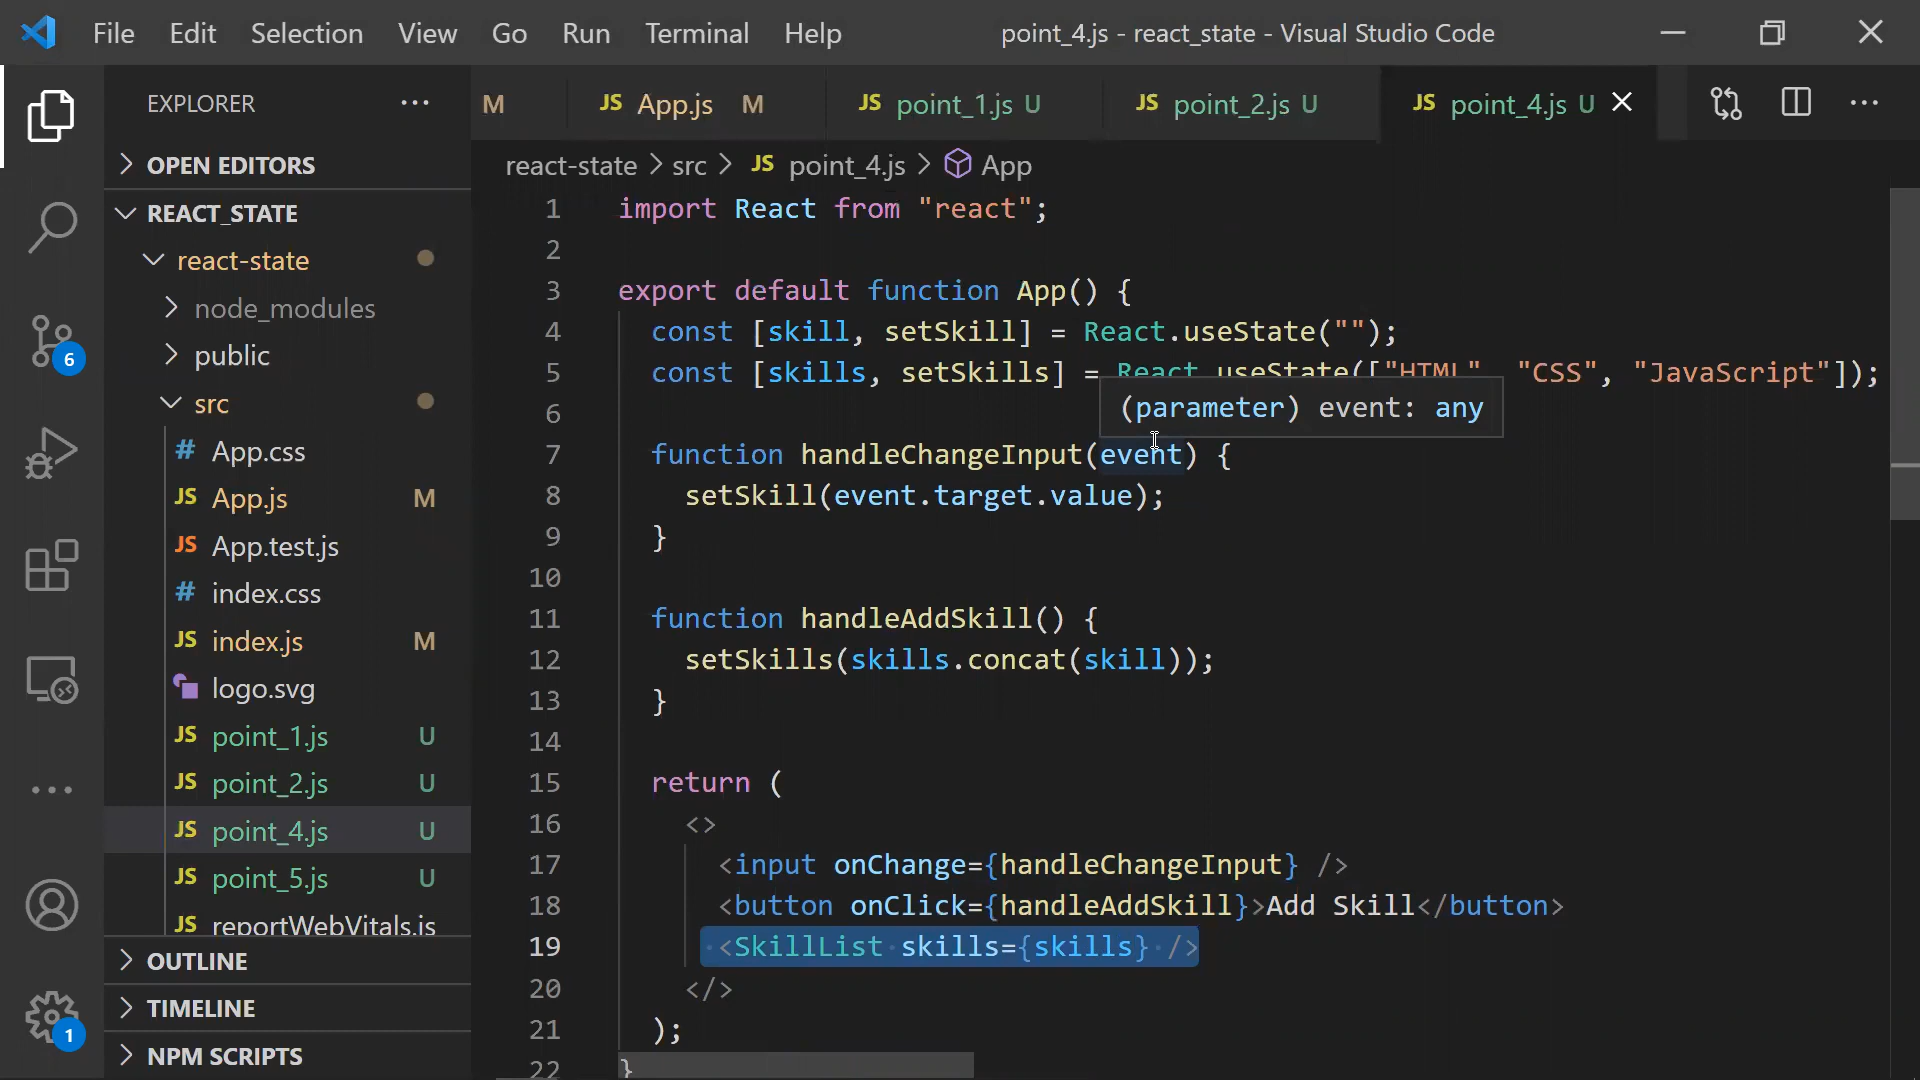 File Edit Selection View Go Run Terminal Help point_4.js - react_state - Visual Studio Code
EXPLORER ···
OPEN EDITORS
REACT_STATE
react-state
node_modules
public
src
# App.css
JS App.js M
JS App.test.js
# index.css
JS index.js M
logo.svg
JS point_1.js U
JS point_2.js U
JS point_4.js U
JS point_5.js U
JS reportWebVitals.js
OUTLINE
TIMELINE
NPM SCRIPTS
6
1
M JS App.js M JS point_1.js U JS point_2.js U JS point_4.js U
react-state > src > JS point_4.js > App
1 import React from "react";
2
3 export default function App() {
4 const [skill, setSkill] = React.useState("");
5 const [skills, setSkills] = React.useState(["HTML", "CSS", "JavaScript"]);
(parameter) event: any
6
7 function handleChangeInput(event) {
8 setSkill(event.target.value);
9 }
10
11 function handleAddSkill() {
12 setSkills(skills.concat(skill));
13 }
14
15 return (
16 <>
17 <input onChange={handleChangeInput} />
18 <button onClick={handleAddSkill}>Add Skill</button>
19 <SkillList skills={skills} />
20 </>
21 );
22 }